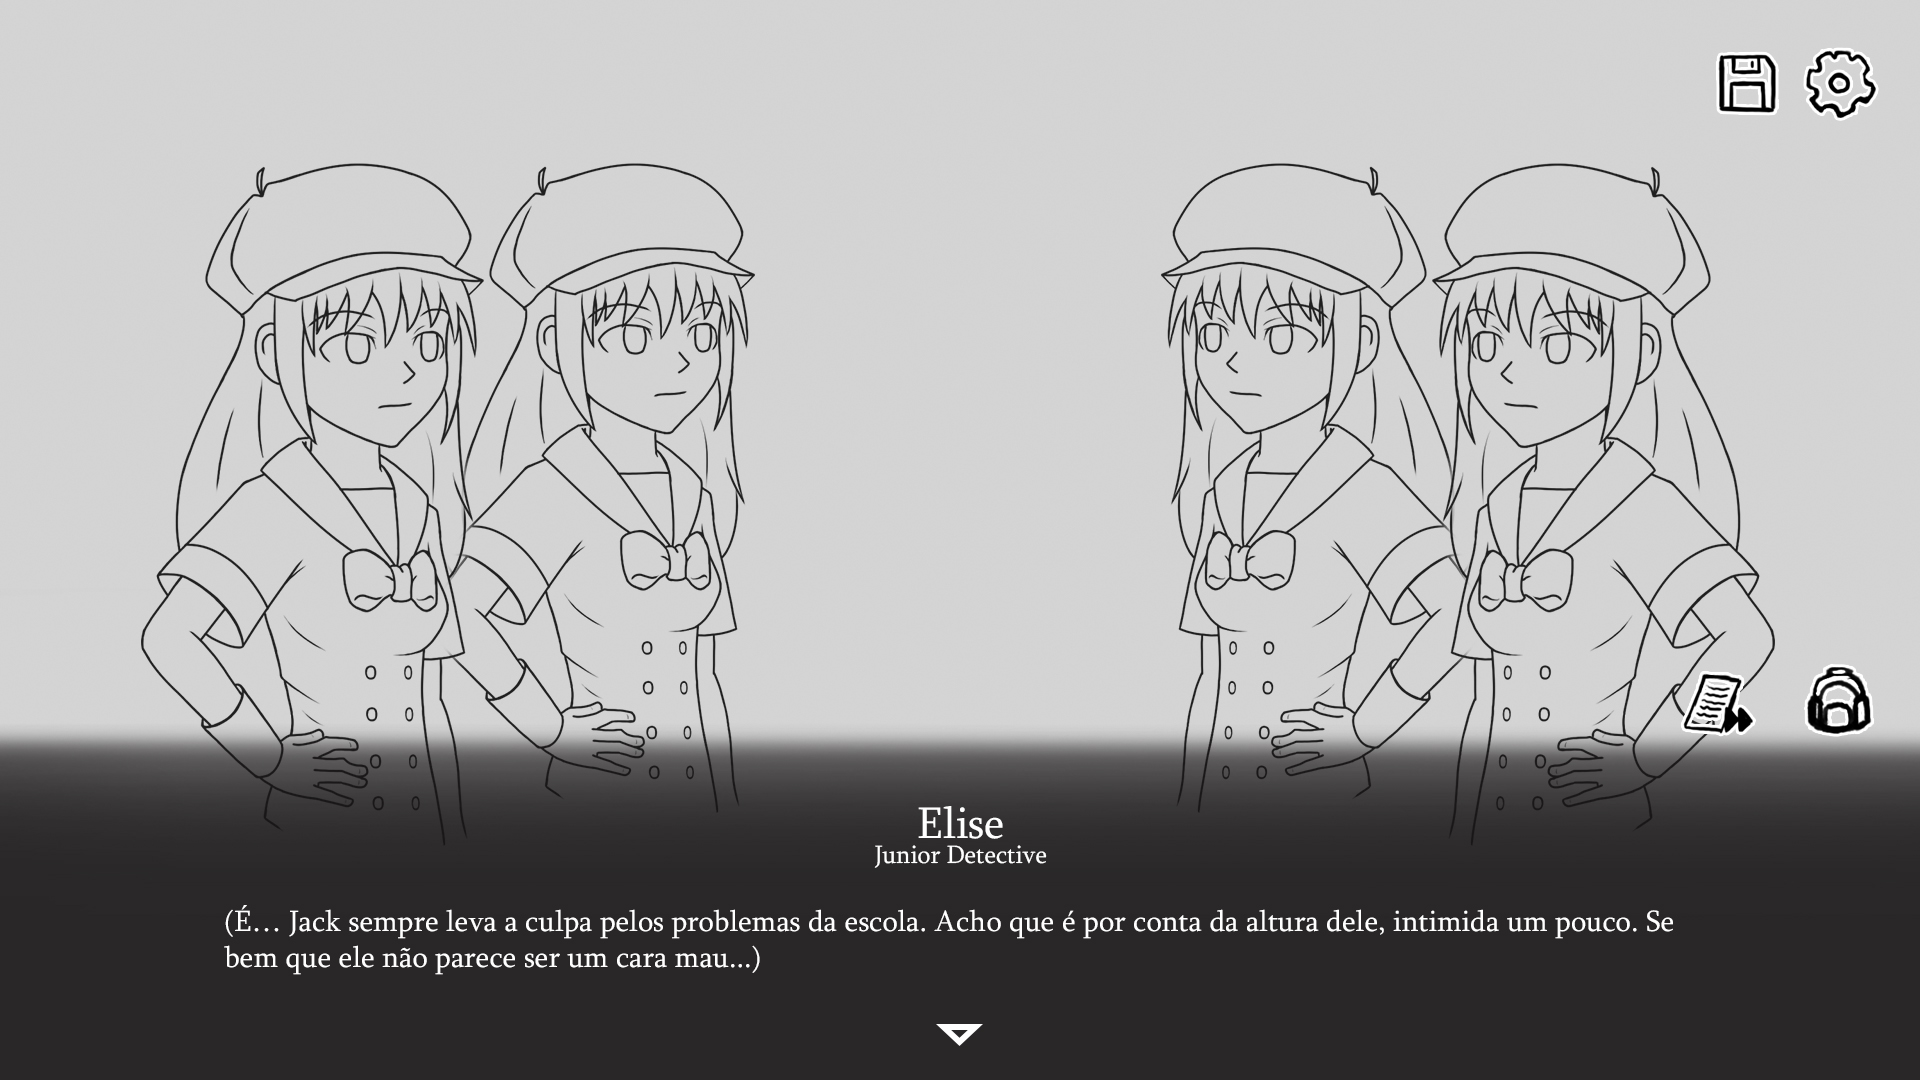 Elise
Junior Detective
(É... Jack sempre leva a culpa pelos problemas da escola. Acho que é por conta da altura dele, intimida um pouco. Se
bem que ele não parece ser um cara mau...)